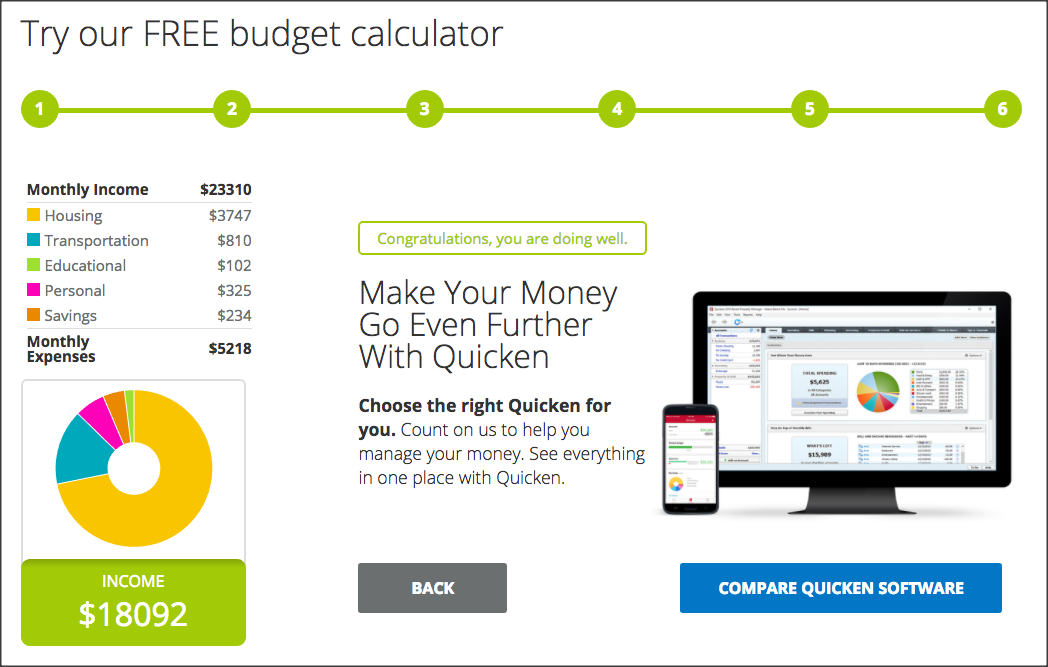 Try our FREE budget calculator
1 2 3 4 5 6
Monthly Income $23310
Housing $3747
Transportation $810
Educational $102
Personal $325
Savings $234
Monthly
Expenses $5218
INCOME
$18092
Congratulations, you are doing well.
Make Your Money
Go Even Further
With Quicken
Choose the right Quicken for
you. Count on us to help you
manage your money. See everything
in one place with Quicken.
TOTAL SPENDING
$5,625
WHAT'S LEFT
$15,989
BACK
COMPARE QUICKEN SOFTWARE